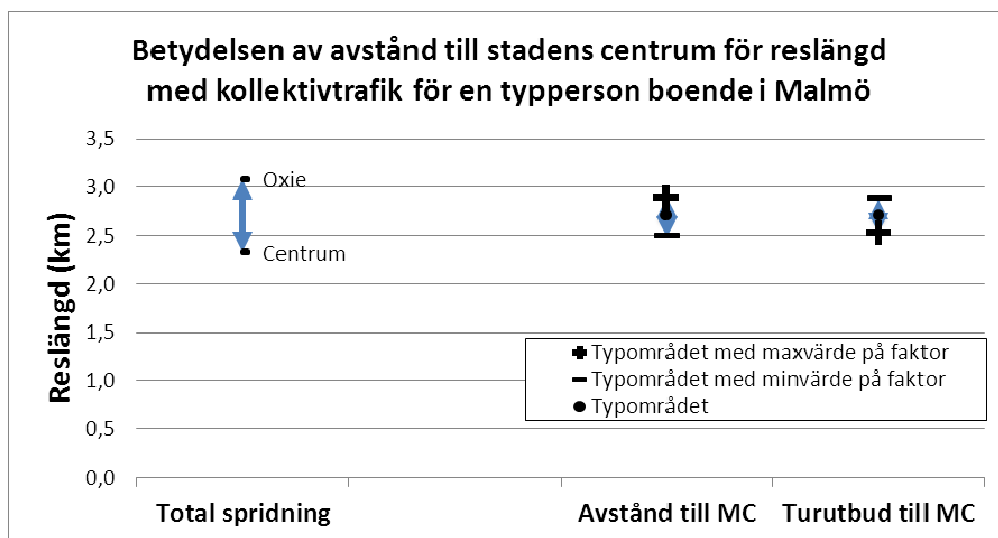 Betydelsen av avstånd till stadens centrum för reslängd
med kollektivtrafik för en typperson boende i Malmö
Reslängd (km)
3,5
3,0
2,5
2,0
1,5
1,0
0,5
0,0
Oxie
Centrum
Typområdet med maxvärde på faktor
Typområdet med minvärde på faktor
Typområdet
Total spridning
Avstånd till MC
Turutbud till MC